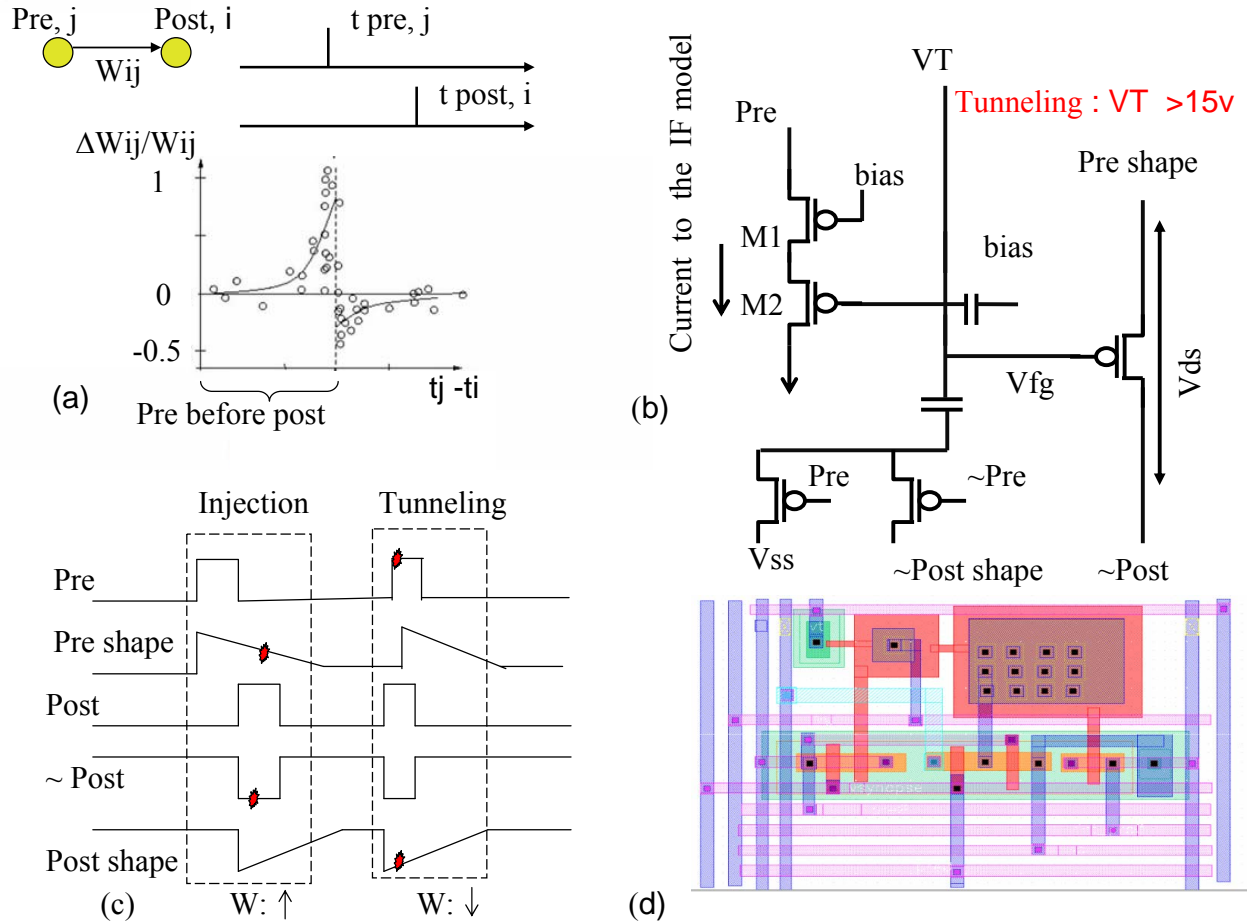 Pre, j
Post, i
Wij
t pre, j
t post, i
ΔWij/Wij
1
0
-0.5
tj -ti
Pre before post
(a)
Current to the IF model
VT
Tunneling : VT >15v
Pre
bias
Pre shape
M1
bias
M2
Vfg
Vds
(b)
Pre
~Pre
Vss
~Post shape
~Post
Injection
Tunneling
Pre
Pre shape
Post
~ Post
Post shape
(c)
W: ↑
W: ↓
VT
vsynopse
(d)